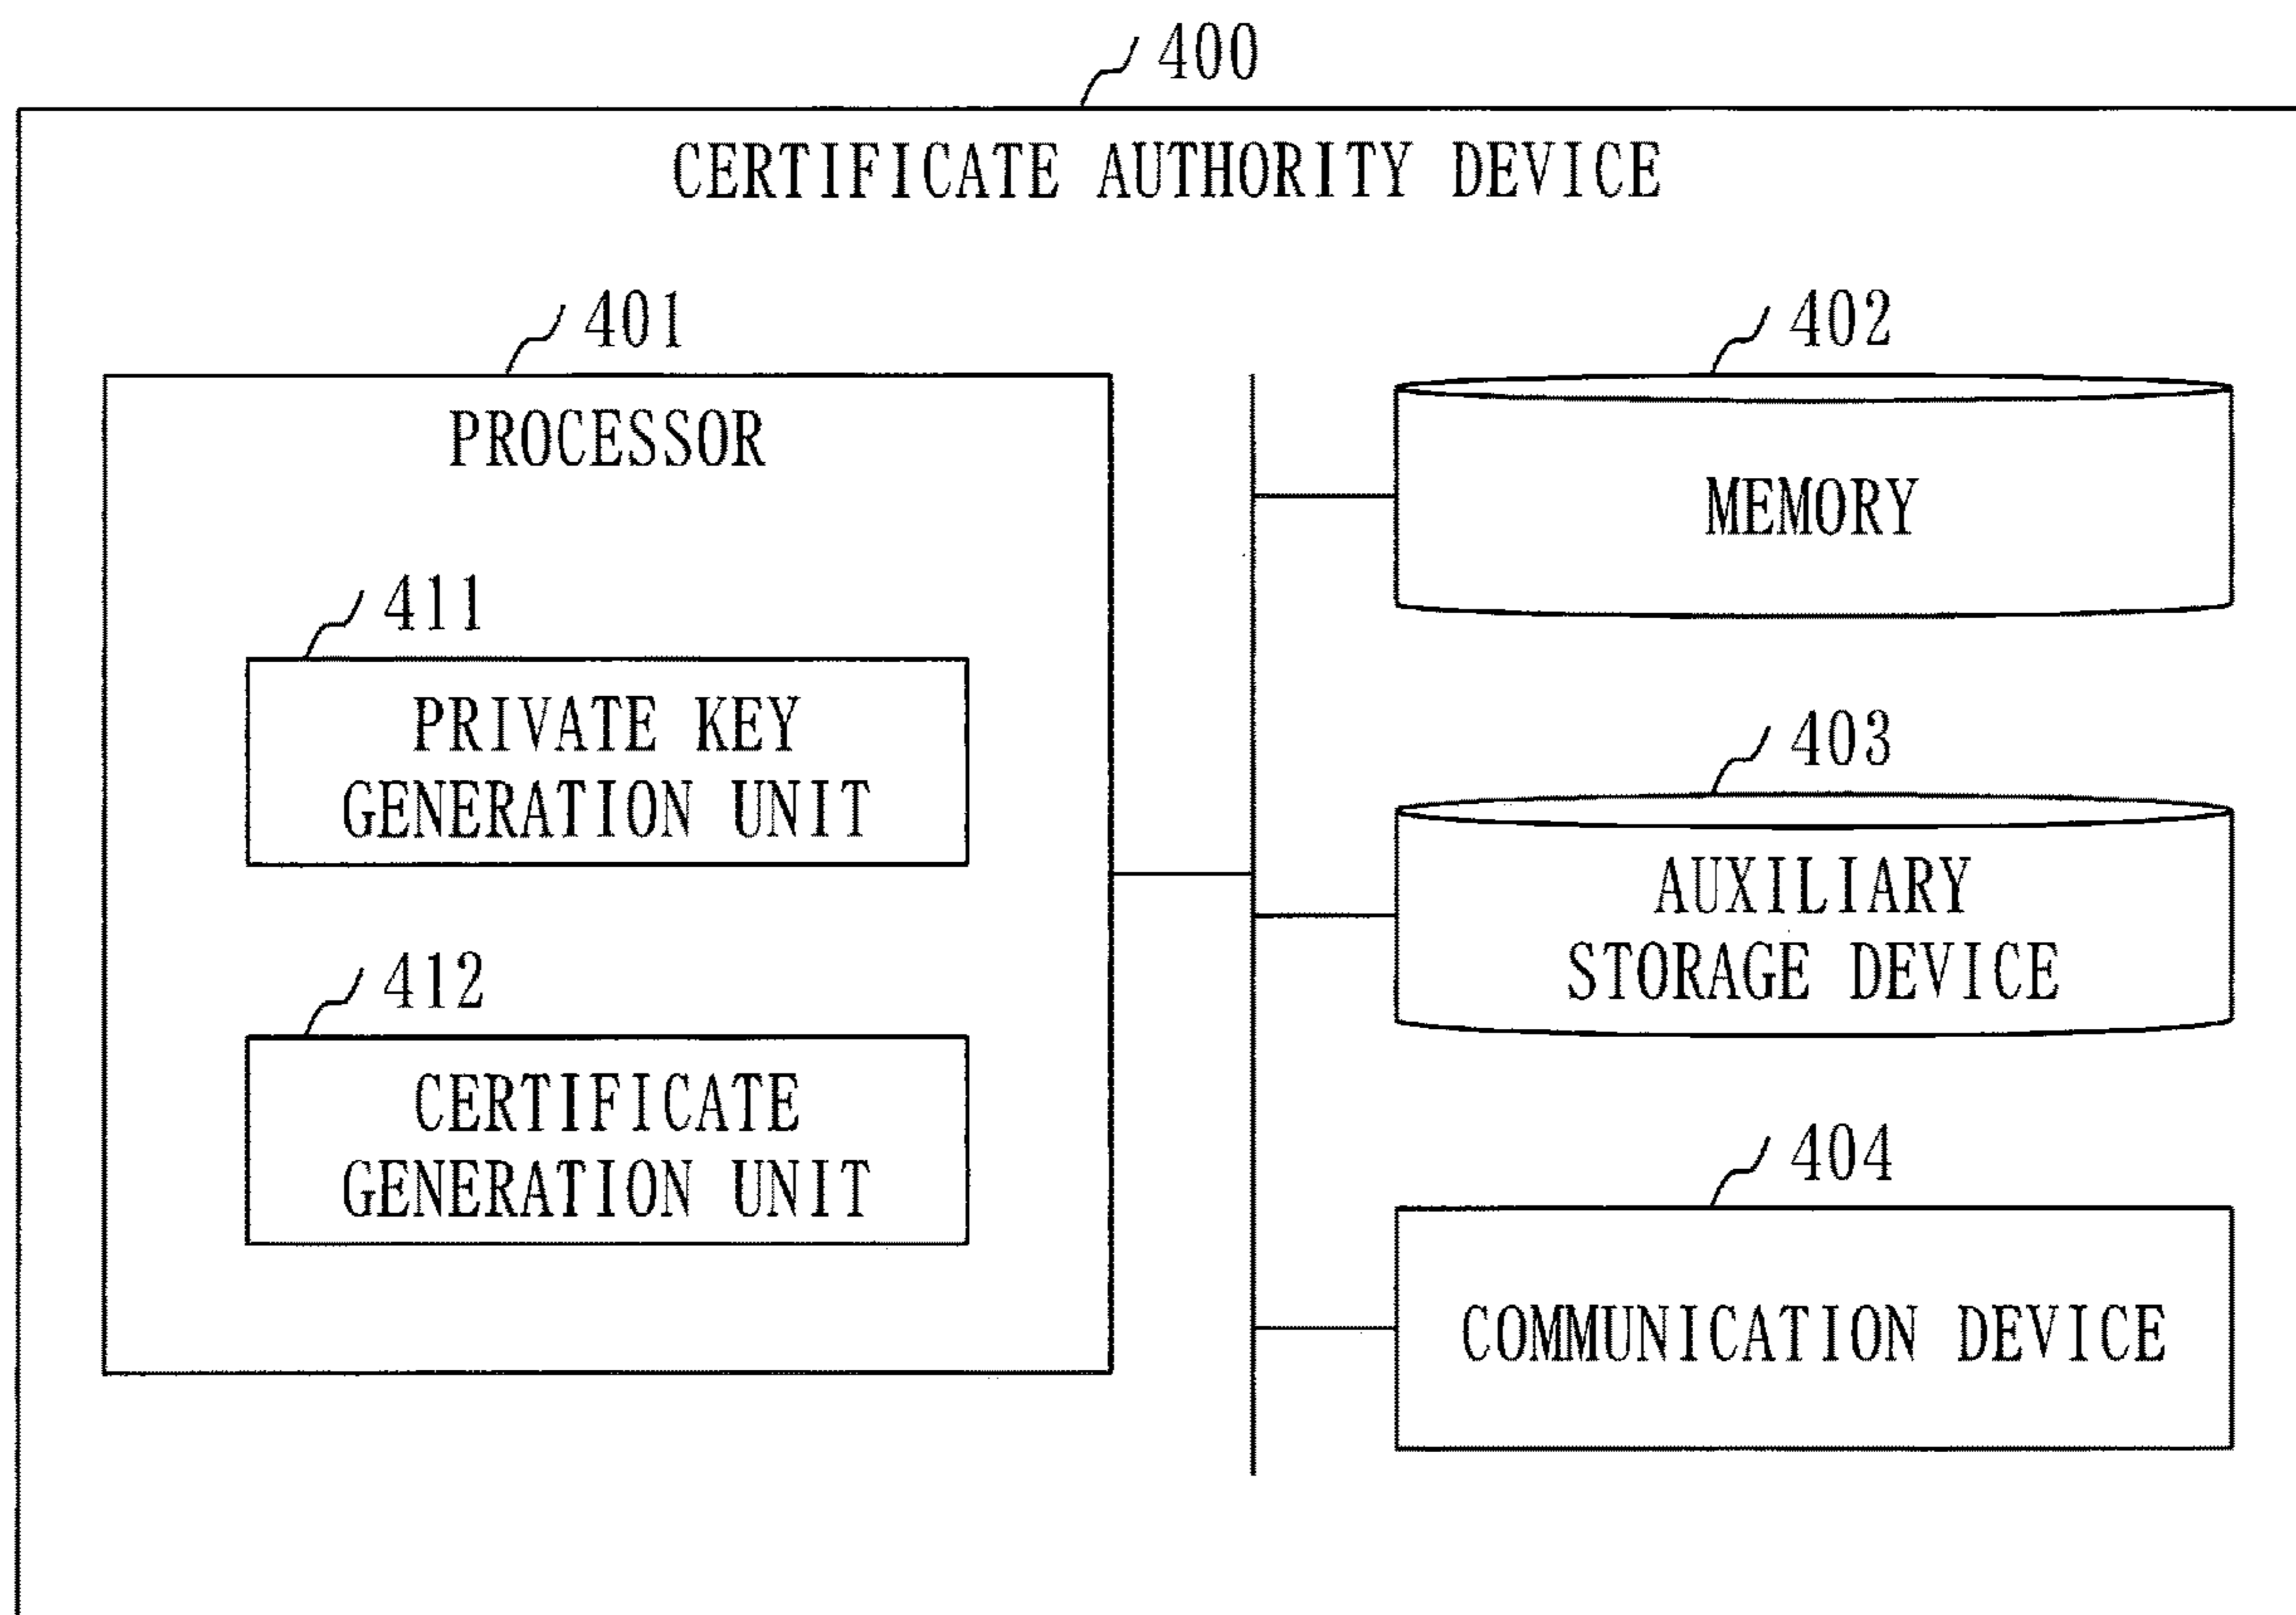 400
CERTIFICATE AUTHORITY DEVICE
401
PROCESSOR
411
PRIVATE KEY
GENERATION UNIT
412
CERTIFICATE
GENERATION UNIT
402
MEMORY
403
AUXILIARY
STORAGE DEVICE
404
COMMUNICATION DEVICE